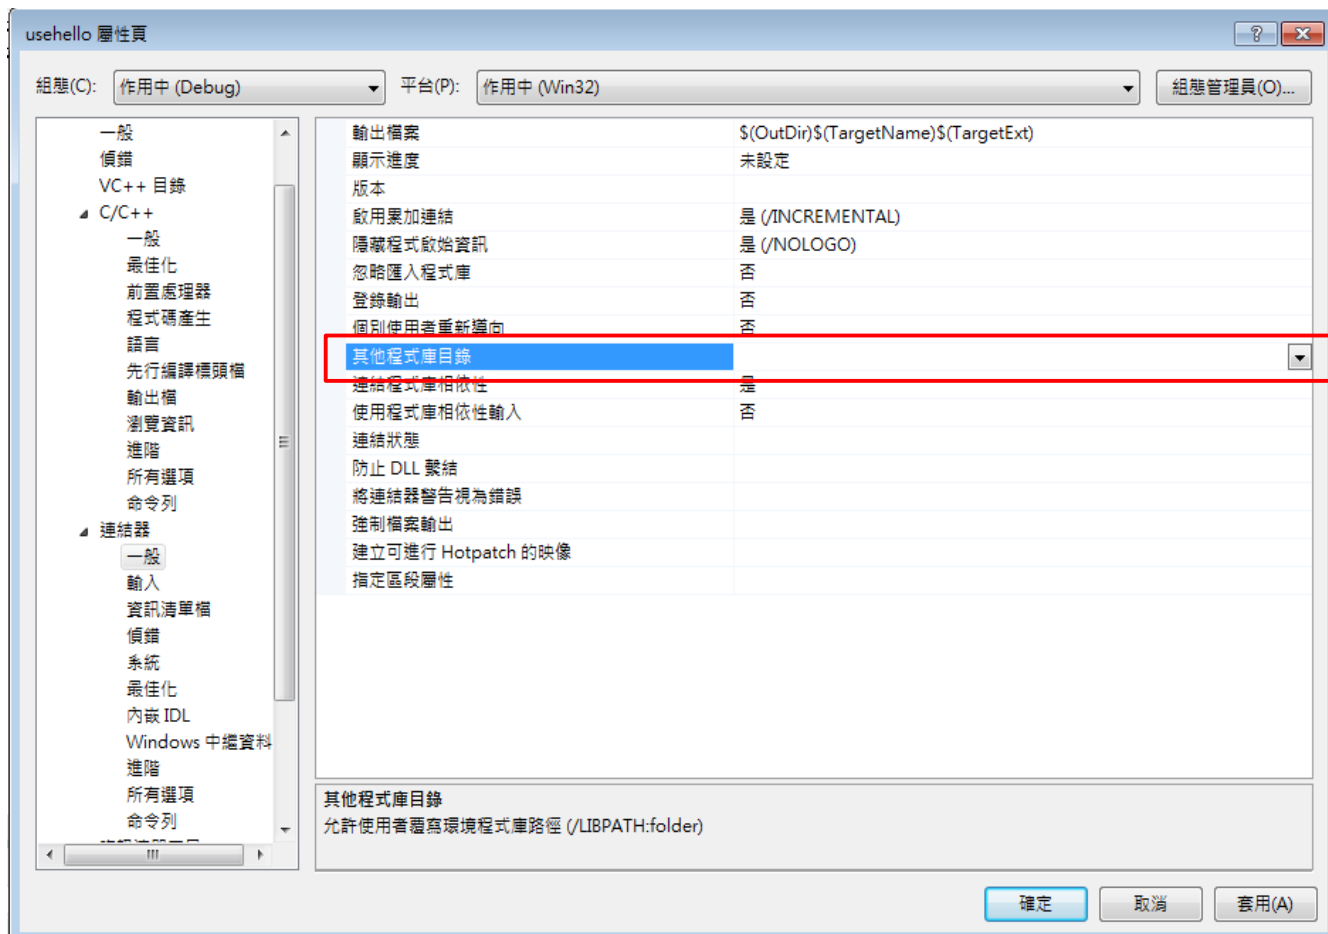 usehello 屬性頁
組態(C):
作用中 (Debug)
平台(P):
作用中 (Win32)
組態管理員(O)...
一般
偵錯
VC++ 目錄
C/C++
一般
最佳化
前置處理器
程式碼產生
語言
先行編譯標頭檔
輸出檔
瀏覽資訊
進階
所有選項
命令列
連結器
一般
輸入
資訊清單檔
偵錯
系統
最佳化
內嵌 IDL
Windows 中繼資料
進階
所有選項
命令列
輸出檔案 $(OutDir)$(TargetName)$(TargetExt)
顯示進度 未設定
版本
啟用累加連結 是 (/INCREMENTAL)
隱藏程式啟始資訊 是 (/NOLOGO)
忽略匯入程式庫 否
登錄輸出 否
個別使用者重新導向 否
其他程式庫目錄
連結程式庫相依性 是
使用程式庫相依性輸入 否
連結狀態
防止 DLL 繫結
將連結器警告視為錯誤
強制檔案輸出
建立可進行 Hotpatch 的映像
指定區段屬性
其他程式庫目錄
允許使用者覆寫環境程式庫路徑 (/LIBPATH:folder)
確定
取消
套用(A)